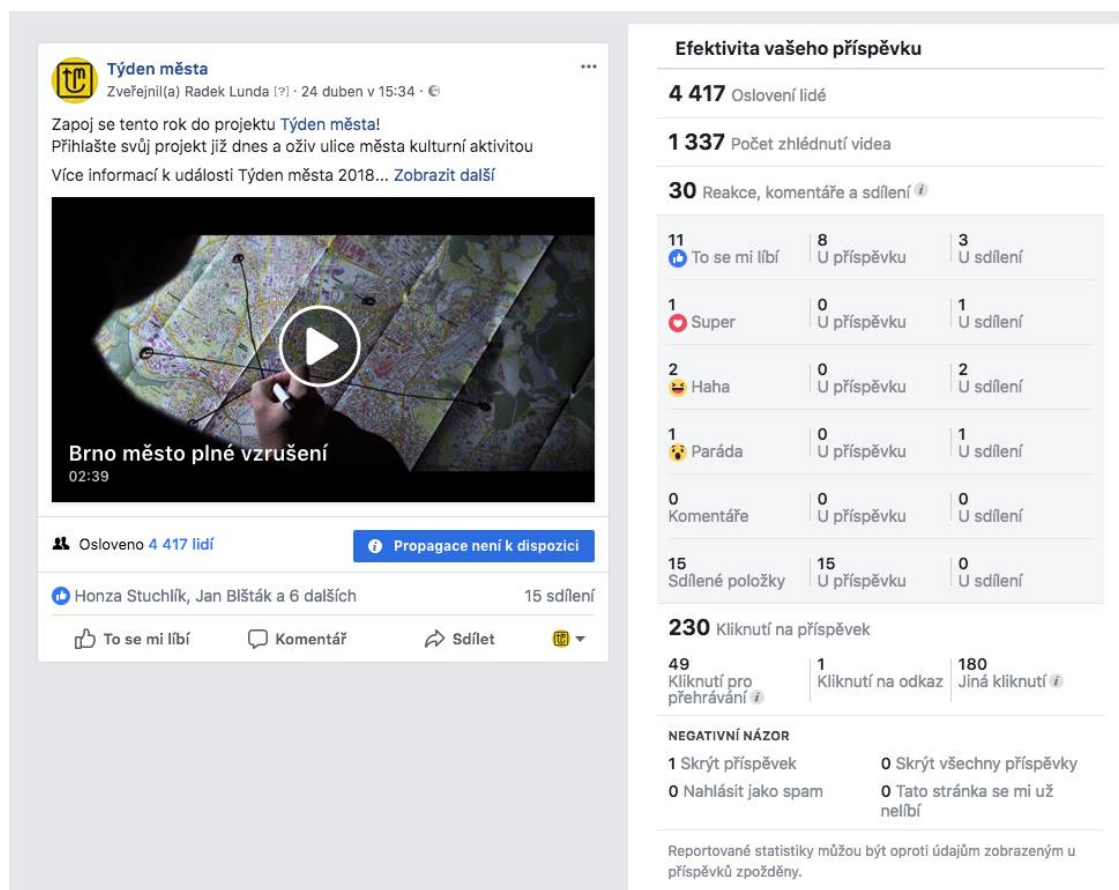 Týden města
Zveřejnil(a) Radek Lunda [?] · 24 duben v 15:34 ·
Zapoj se tento rok do projektu Týden města!
Přihlašte svůj projekt již dnes a oživ ulice města kulturní aktivitou
Více informací k události Týden města 2018... Zobrazit další
Brno město plné vzrušení
02:39
Osloveno 4 417 lidí
Propagace není k dispozici
Honza Stuchlík, Jan Blšták a 6 dalších
15 sdílení
To se mi líbí
Komentář
Sdílet
Efektivita vašeho příspěvku
4 417 Oslovení lidé
1 337 Počet zhlédnutí videa
30 Reakce, komentáře a sdílení
11 8 3
To se mi líbí U příspěvku U sdílení
1 0 1
Super U příspěvku U sdílení
2 0 2
Haha U příspěvku U sdílení
1 0 1
Paráda U příspěvku U sdílení
0 0 0
Komentáře U příspěvku U sdílení
15 15 0
Sdílené položky U příspěvku U sdílení
230 Kliknutí na příspěvek
49 1 180
Kliknutí pro Kliknutí na odkaz Jiná kliknutí
přehrávání
NEGATIVNÍ NÁZOR
1 Skrýt příspěvek 0 Skrýt všechny příspěvky
0 Nahlásit jako spam 0 Tato stránka se mi už
nelíbí
Reportované statistiky můžou být oproti údajům zobrazeným u
příspěvků zpožděny.